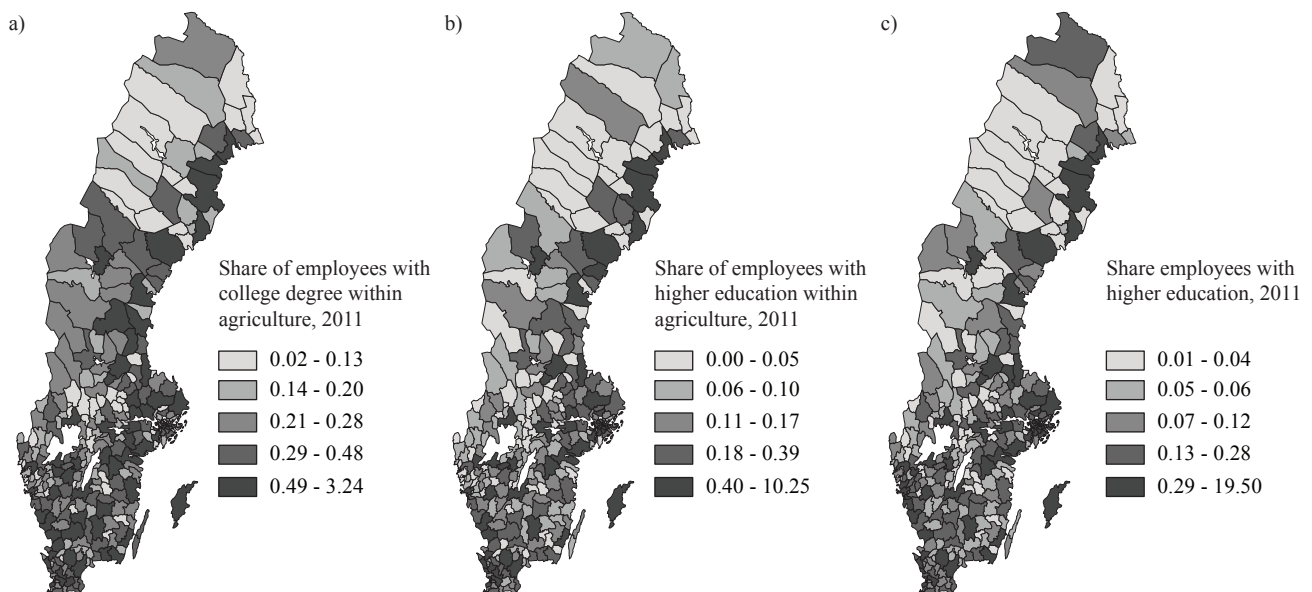 a)
Share of employees with
college degree within
agriculture, 2011
0.02 - 0.13
0.14 - 0.20
0.21 - 0.28
0.29 - 0.48
0.49 - 3.24
b)
Share of employees with
higher education within
agriculture, 2011
0.00 - 0.05
0.06 - 0.10
0.11 - 0.17
0.18 - 0.39
0.40 - 10.25
c)
Share employees with
higher education, 2011
0.01 - 0.04
0.05 - 0.06
0.07 - 0.12
0.13 - 0.28
0.29 - 19.50